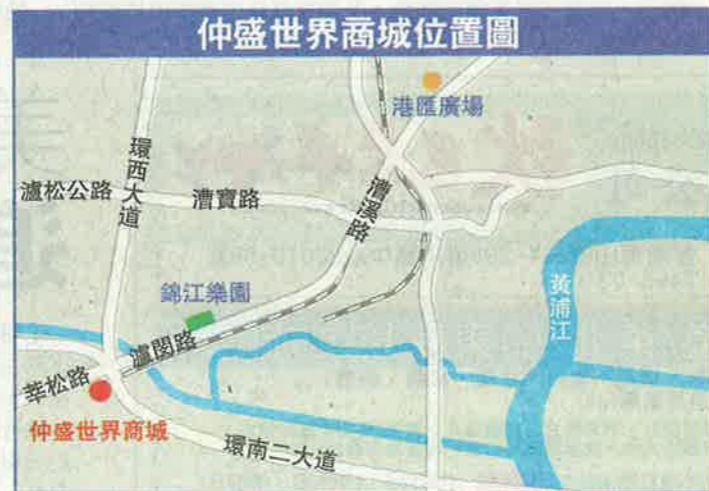 仲盛世界商城位置圖
港匯廣場
環西大道
瀘松公路
漕寶路
漕溪路
錦江樂園
黃浦江
瀘閔路
莘松路
仲盛世界商城
環南二大道